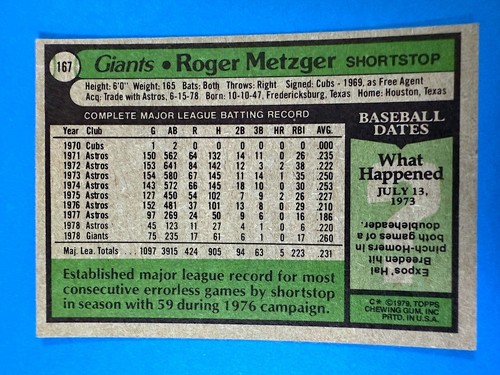 167
Giants • Roger Metzger SHORTSTOP
Height: 6'0" Weight: 165 Bats: Both Throws: Right Signed: Cubs - 1969, as Free Agent
Acq: Trade with Astros, 6-15-78 Born: 10-10-47, Fredericksburg, Texas Home: Houston, Texas
COMPLETE MAJOR LEAGUE BATTING RECORD
Year Club G AB R H 2B 3B HR RBI AVG.
1970 Cubs 1 2 0 0 0 0 0 0 .000
1971 Astros 150 562 64 132 14 11 0 26 .235
1972 Astros 153 641 84 142 12 3 2 38 .222
1973 Astros 154 580 67 145 11 14 1 35 .250
1974 Astros 143 572 66 145 18 10 0 30 .253
1975 Astros 127 450 54 102 7 9 2 26 .227
1976 Astros 152 481 37 101 13 8 0 29 .210
1977 Astros 97 269 24 50 9 6 0 16 .186
1978 Astros 45 123 11 27 4 1 0 6 .220
1978 Giants 75 235 17 61 6 1 0 17 .260
Maj. Lea. Totals ... 1097 3915 424 905 94 63 5 223 .231
Established major league record for most
consecutive errorless games by shortstop
in season with 59 during 1976 campaign.
BASEBALL
DATES
What
Happened
JULY 13,
1973
Expos' Hal
Breeden hit
pinch-Homers in
both games of a
doubleheader.
C* ©1979, TOPPS
CHEWING GUM, INC
PRTD. IN U.S.A.